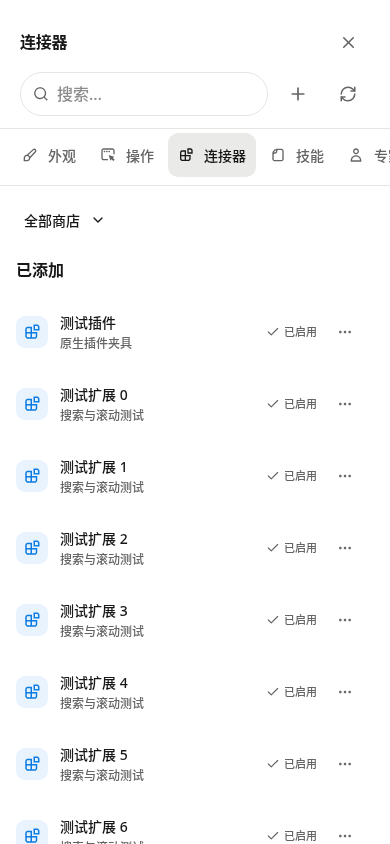 连接器
搜索...
外观
操作
连接器
技能
全部商店
已添加
测试插件
原生插件夹具
已启用
测试扩展 0
搜索与滚动测试
已启用
测试扩展 1
搜索与滚动测试
已启用
测试扩展 2
搜索与滚动测试
已启用
测试扩展 3
搜索与滚动测试
已启用
测试扩展 4
搜索与滚动测试
已启用
测试扩展 5
搜索与滚动测试
已启用
测试扩展 6
已启用